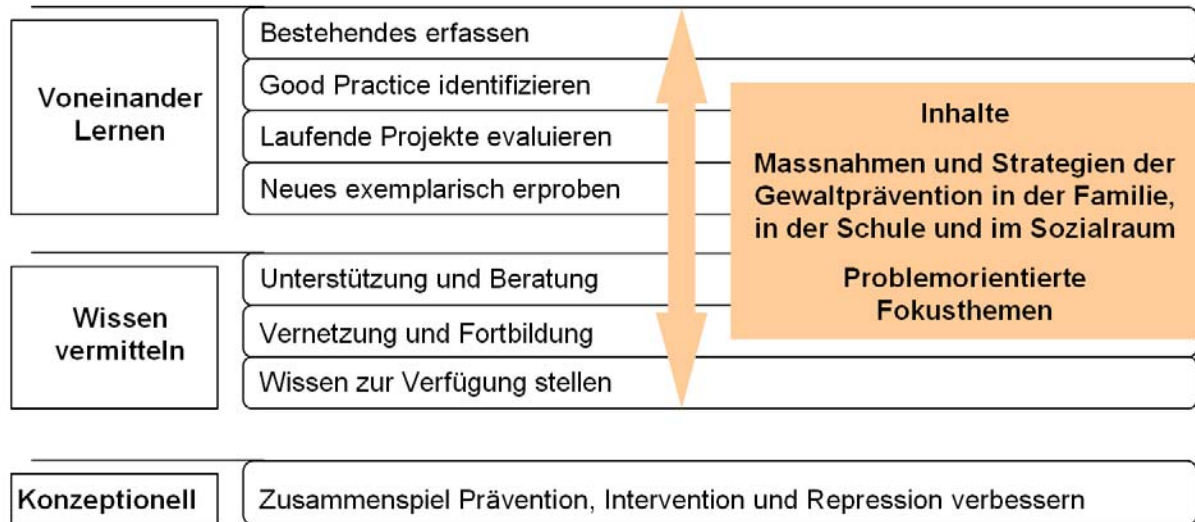 Voneinander
Lernen
Bestehendes erfassen
Good Practice identifizieren
Laufende Projekte evaluieren
Neues exemplarisch erproben
Wissen
vermitteln
Unterstützung und Beratung
Vernetzung und Fortbildung
Wissen zur Verfügung stellen
Inhalte
Massnahmen und Strategien der
Gewaltprävention in der Familie,
in der Schule und im Sozialraum
Problemorientierte
Fokusthemen
Konzeptionell
Zusammenspiel Prävention, Intervention und Repression verbessern